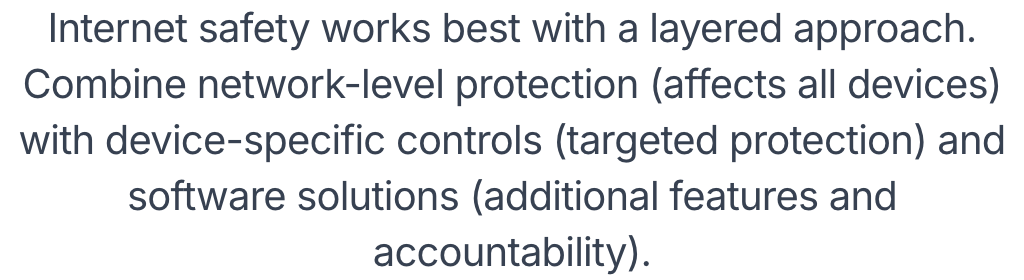 Internet safety works best with a layered approach.
Combine network-level protection (affects all devices)
with device-specific controls (targeted protection) and
software solutions (additional features and
accountability).